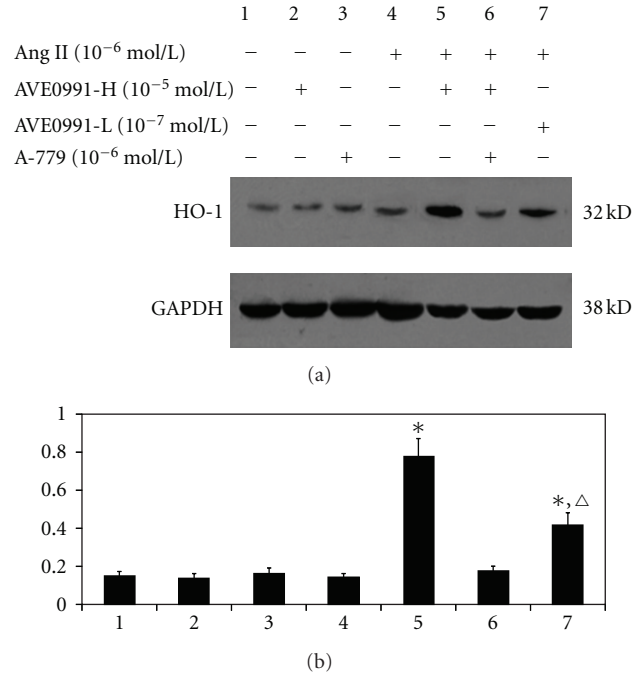 1 2 3 4 5 6 7
Ang II (10⁻⁶ mol/L) − − − + + + +
AVE0991-H (10⁻⁵ mol/L) − + − − + + −
AVE0991-L (10⁻⁷ mol/L) − − − − − − +
A-779 (10⁻⁶ mol/L) − − + − − + −
HO-1 32 kD
GAPDH 38 kD
(a)
1
0.8
0.6
0.4
0.2
0
*
*, △
1 2 3 4 5 6 7
(b)